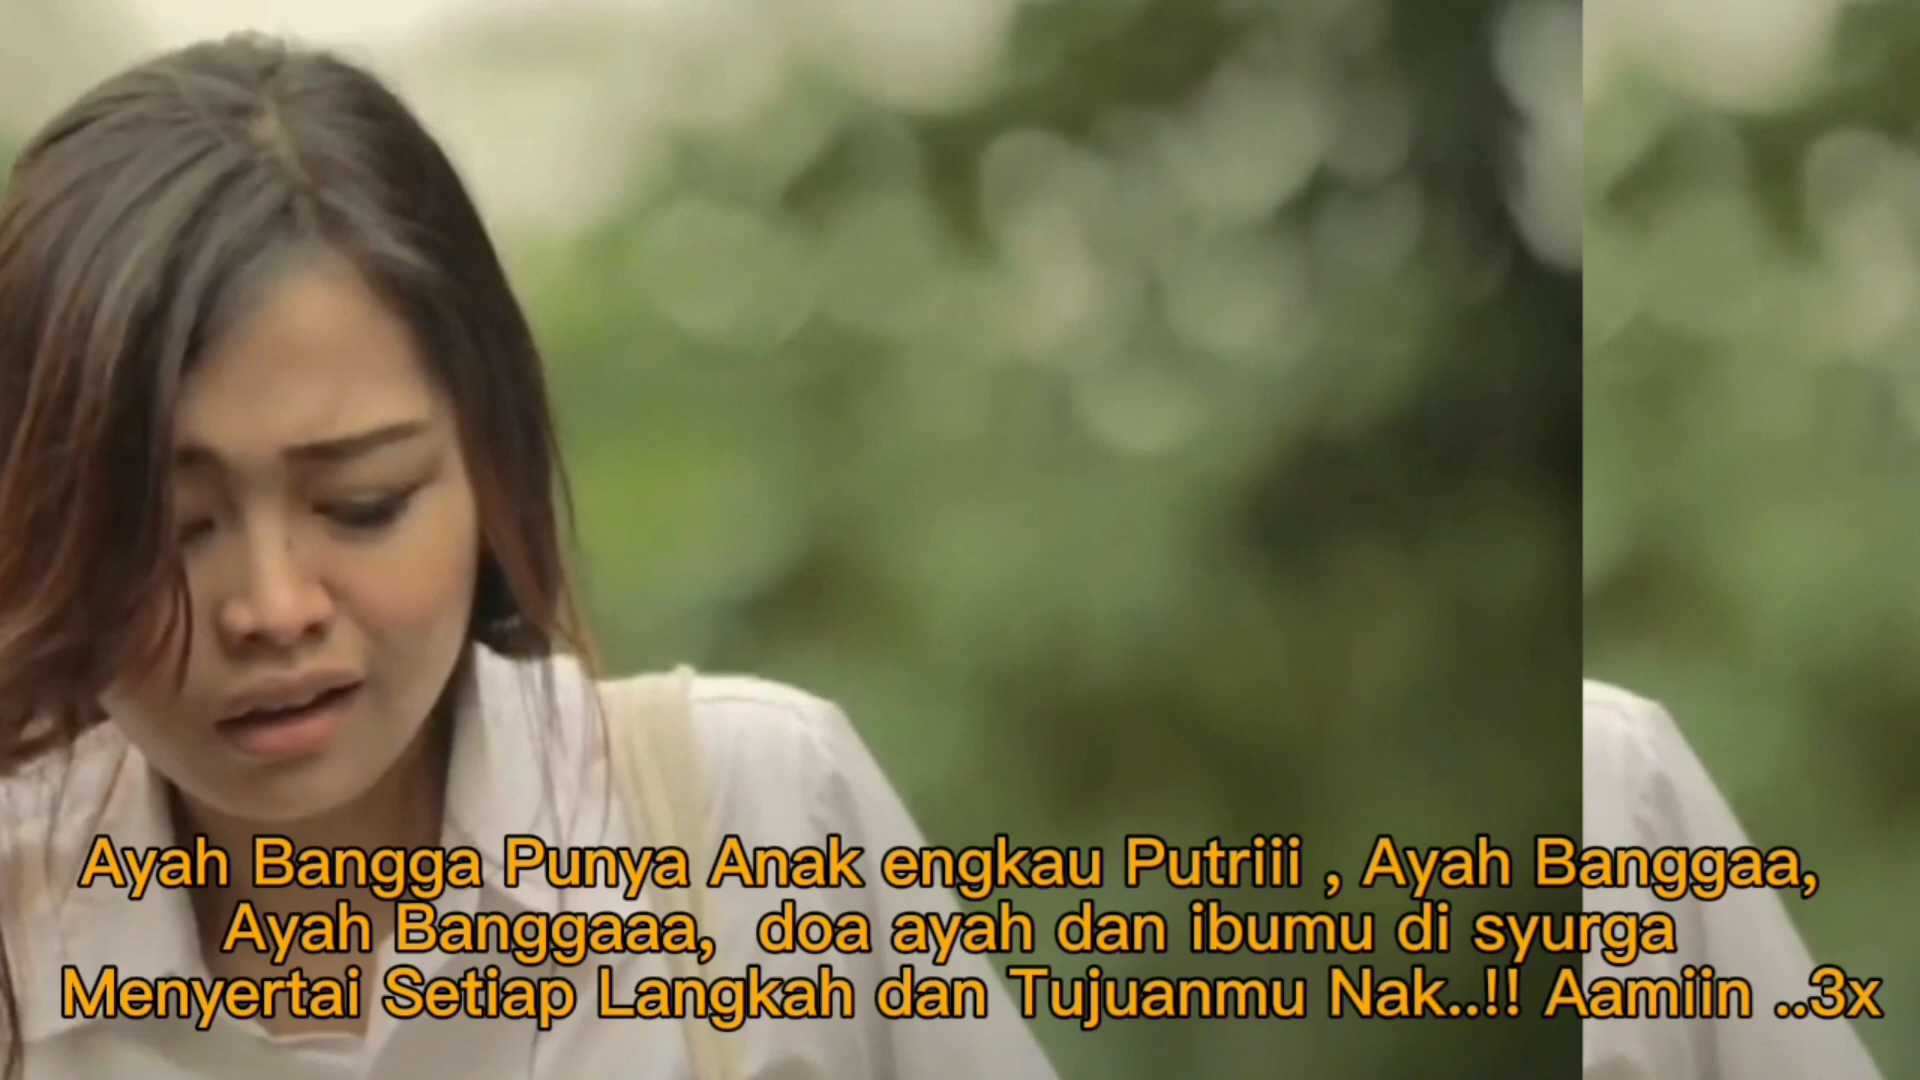 Ayah Bangga Punya Anak engkau Putriii , Ayah Banggaa,
Ayah Banggaaa,  doa ayah dan ibumu di syurga
Menyertai Setiap Langkah dan Tujuanmu Nak..!! Aamiin ..3x